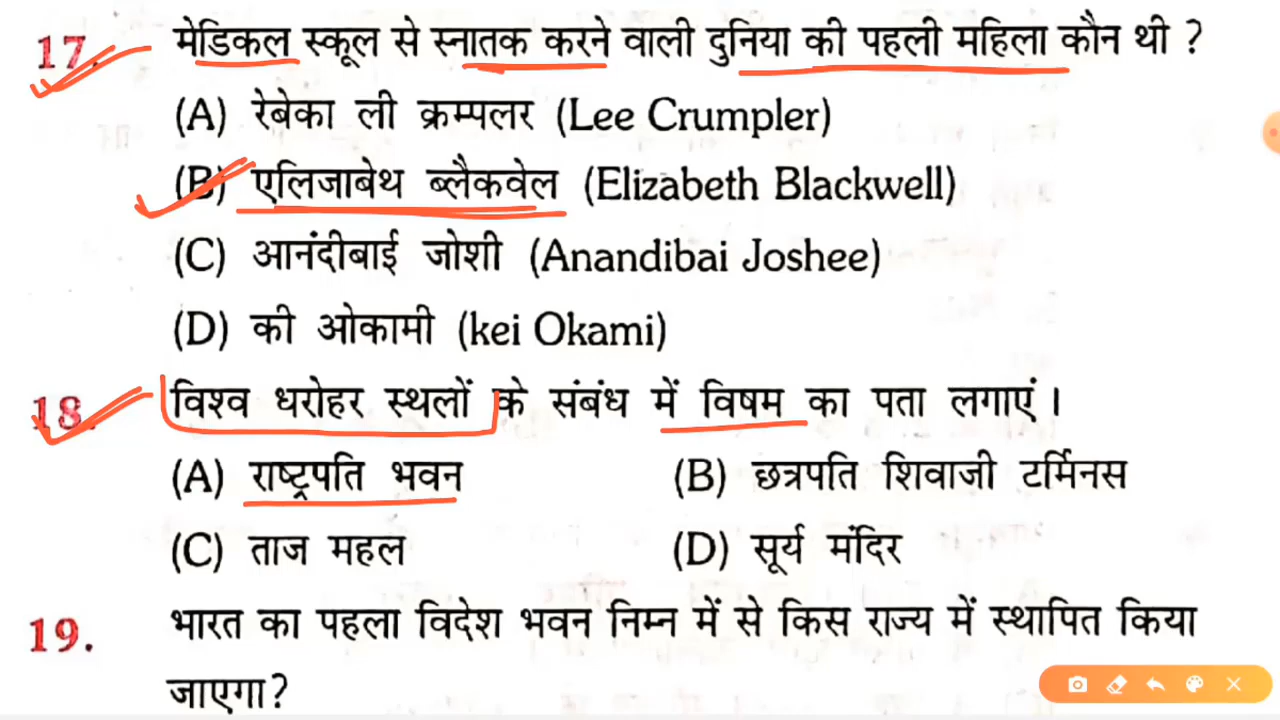 17. मेडिकल स्कूल से स्नातक करने वाली दुनिया की पहली महिला कौन थी ?
(A) रेबेका ली क्रम्पलर (Lee Crumpler)
(B) एलिजाबेथ ब्लैकवेल (Elizabeth Blackwell)
(C) आनंदीबाई जोशी (Anandibai Joshee)
(D) की ओकामी (kei Okami)
18. विश्व धरोहर स्थलों के संबंध में विषम का पता लगाएं ।
(A) राष्ट्रपति भवन (B) छत्रपति शिवाजी टर्मिनस
(C) ताज महल (D) सूर्य मंदिर
19. भारत का पहला विदेश भवन निम्न में से किस राज्य में स्थापित किया
जाएगा?